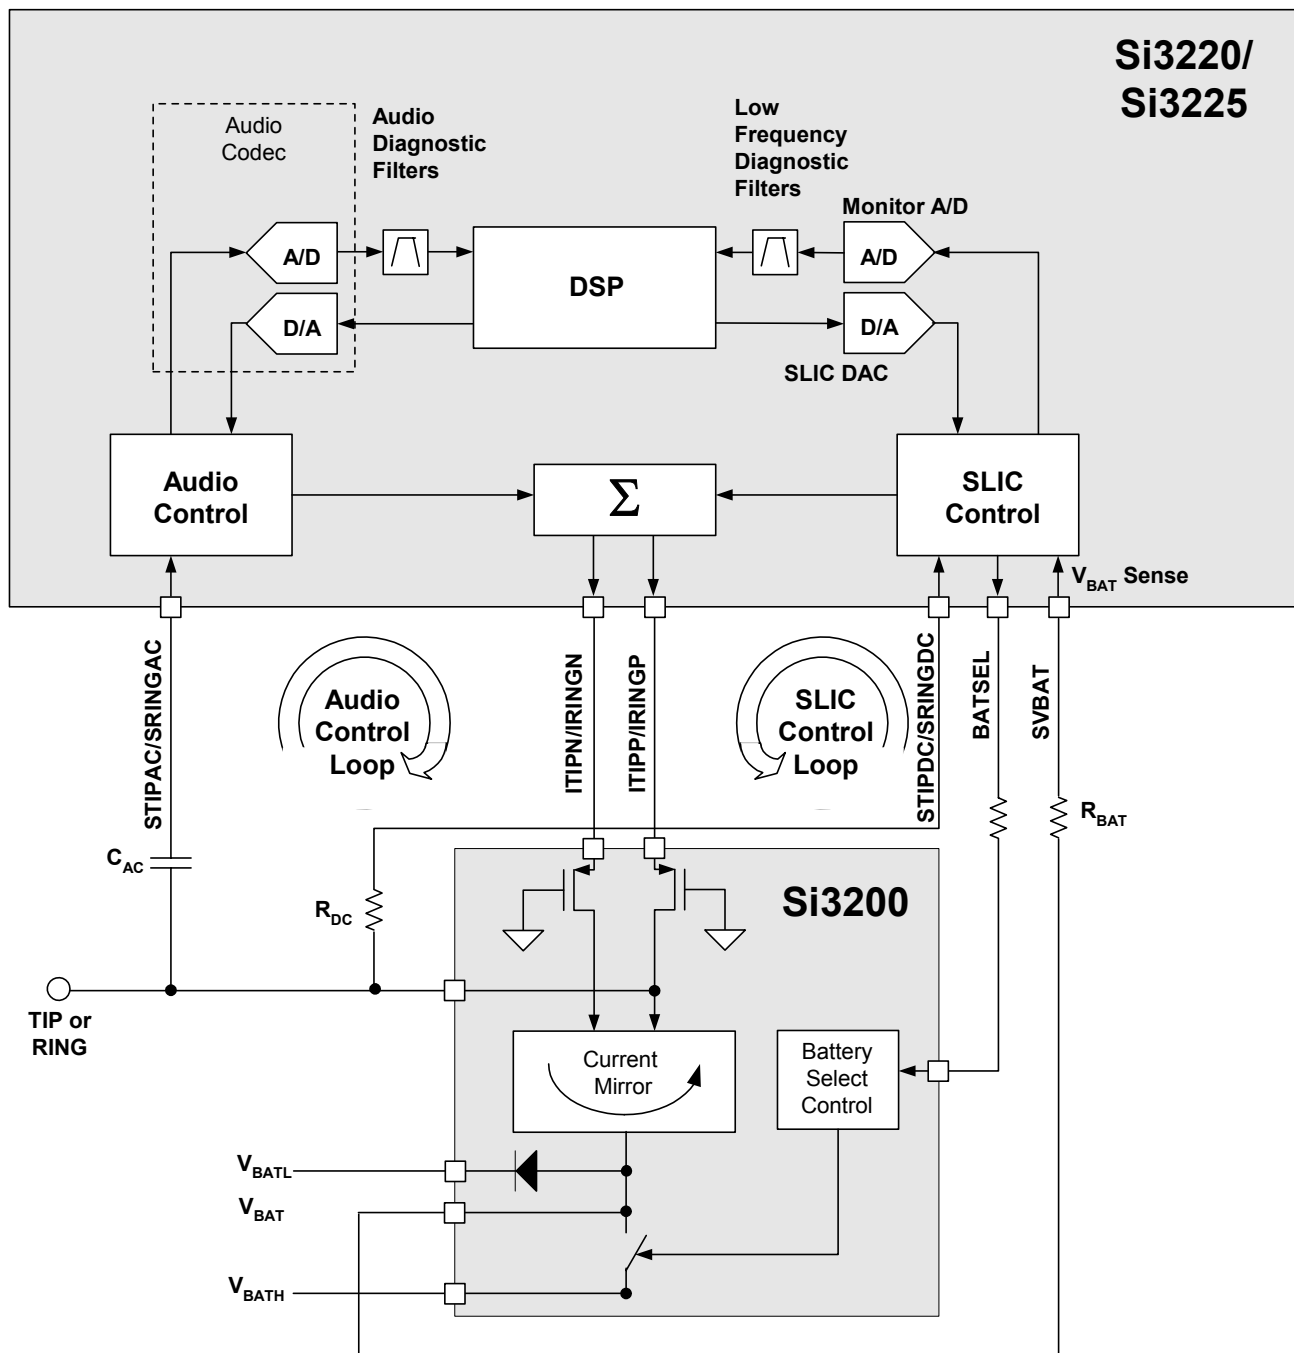 Si3220/
Si3225
Audio
Codec
Audio
Diagnostic
Filters
Low
Frequency
Diagnostic
Filters
Monitor A/D
A/D
DSP
A/D
D/A
D/A
SLIC DAC
Audio
Control
Σ
SLIC
Control
VBAT Sense
STIPAC/SRINGAC
Audio
Control
Loop
ITIPN/IRINGN
ITIPP/IRINGP
SLIC
Control
Loop
STIPDC/SRINGDC
BATSEL
SVBAT
RBAT
CAC
RDC
Si3200
TIP or
RING
Current
Mirror
Battery
Select
Control
VBATL
VBAT
VBATH